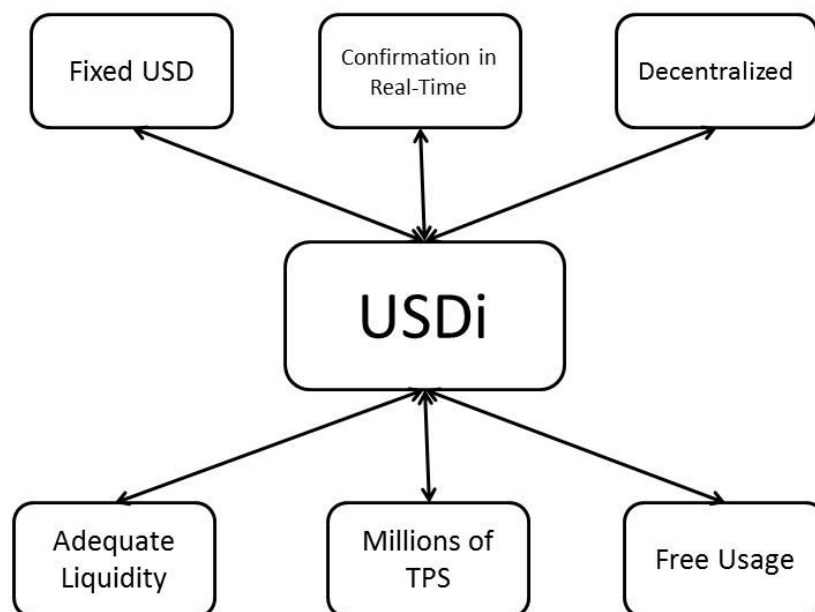 Fixed USD
Confirmation in
Real-Time
Decentralized
USDi
Adequate
Liquidity
Millions of
TPS
Free Usage